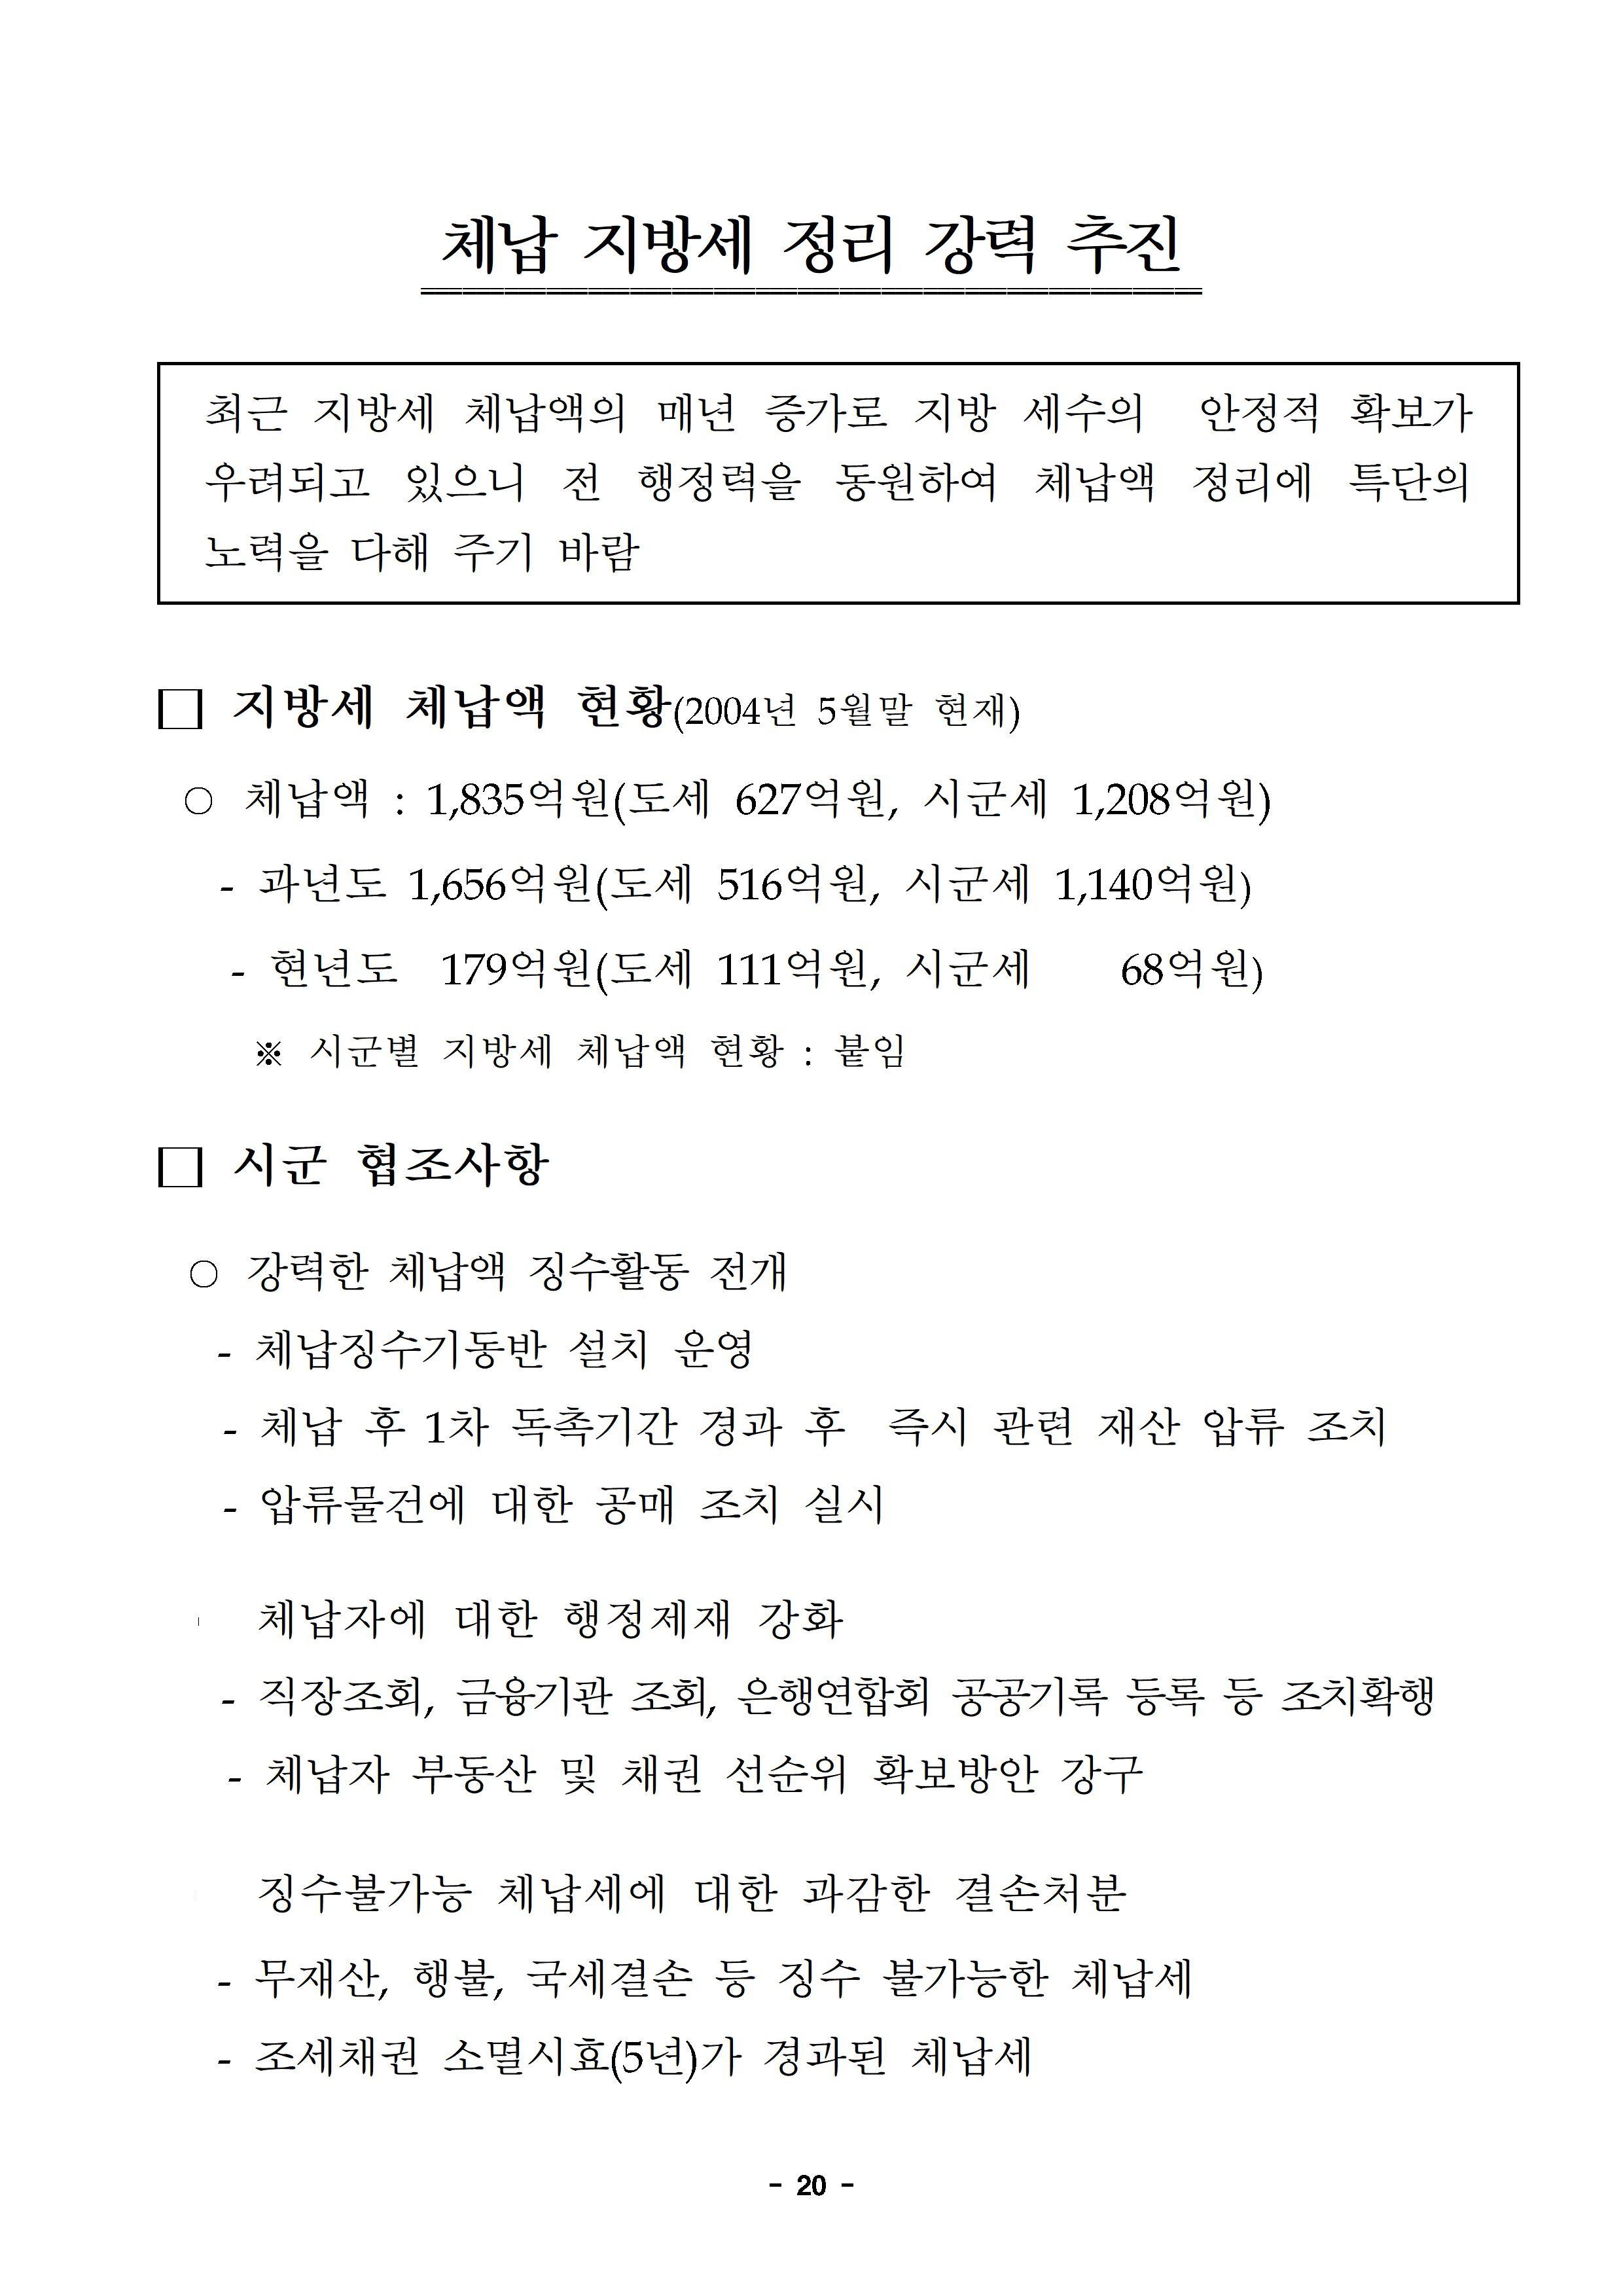 체납 지방세 정리 강력 추진
최근 지방세 체납액의 매년 증가로 지방 세수의 안정적 확보가
우려되고 있으니 전 행정력을 동원하여 체납액 정리에 특단의
노력을 다해 주기 바람
□ 지방세 체납액 현황(2004년 5월말 현재)
○ 체납액 : 1,835억원(도세 627억원, 시군세 1,208억원)
- 과년도 1,656억원(도세 516억원, 시군세 1,140억원)
- 현년도 179억원(도세 111억원, 시군세 68억원)
※ 시군별 지방세 체납액 현황 : 붙임
□ 시군 협조사항
○ 강력한 체납액 징수활동 전개
- 체납징수기동반 설치 운영
- 체납 후 1차 독촉기간 경과 후 즉시 관련 재산 압류 조치
- 압류물건에 대한 공매 조치 실시
체납자에 대한 행정제재 강화
- 직장조회, 금융기관 조회, 은행연합회 공공기록 등록 등 조치확행
- 체납자 부동산 및 채권 선순위 확보방안 강구
징수불가능 체납세에 대한 과감한 결손처분
- 무재산, 행불, 국세결손 등 징수 불가능한 체납세
- 조세채권 소멸시효(5년)가 경과된 체납세
- 20 -